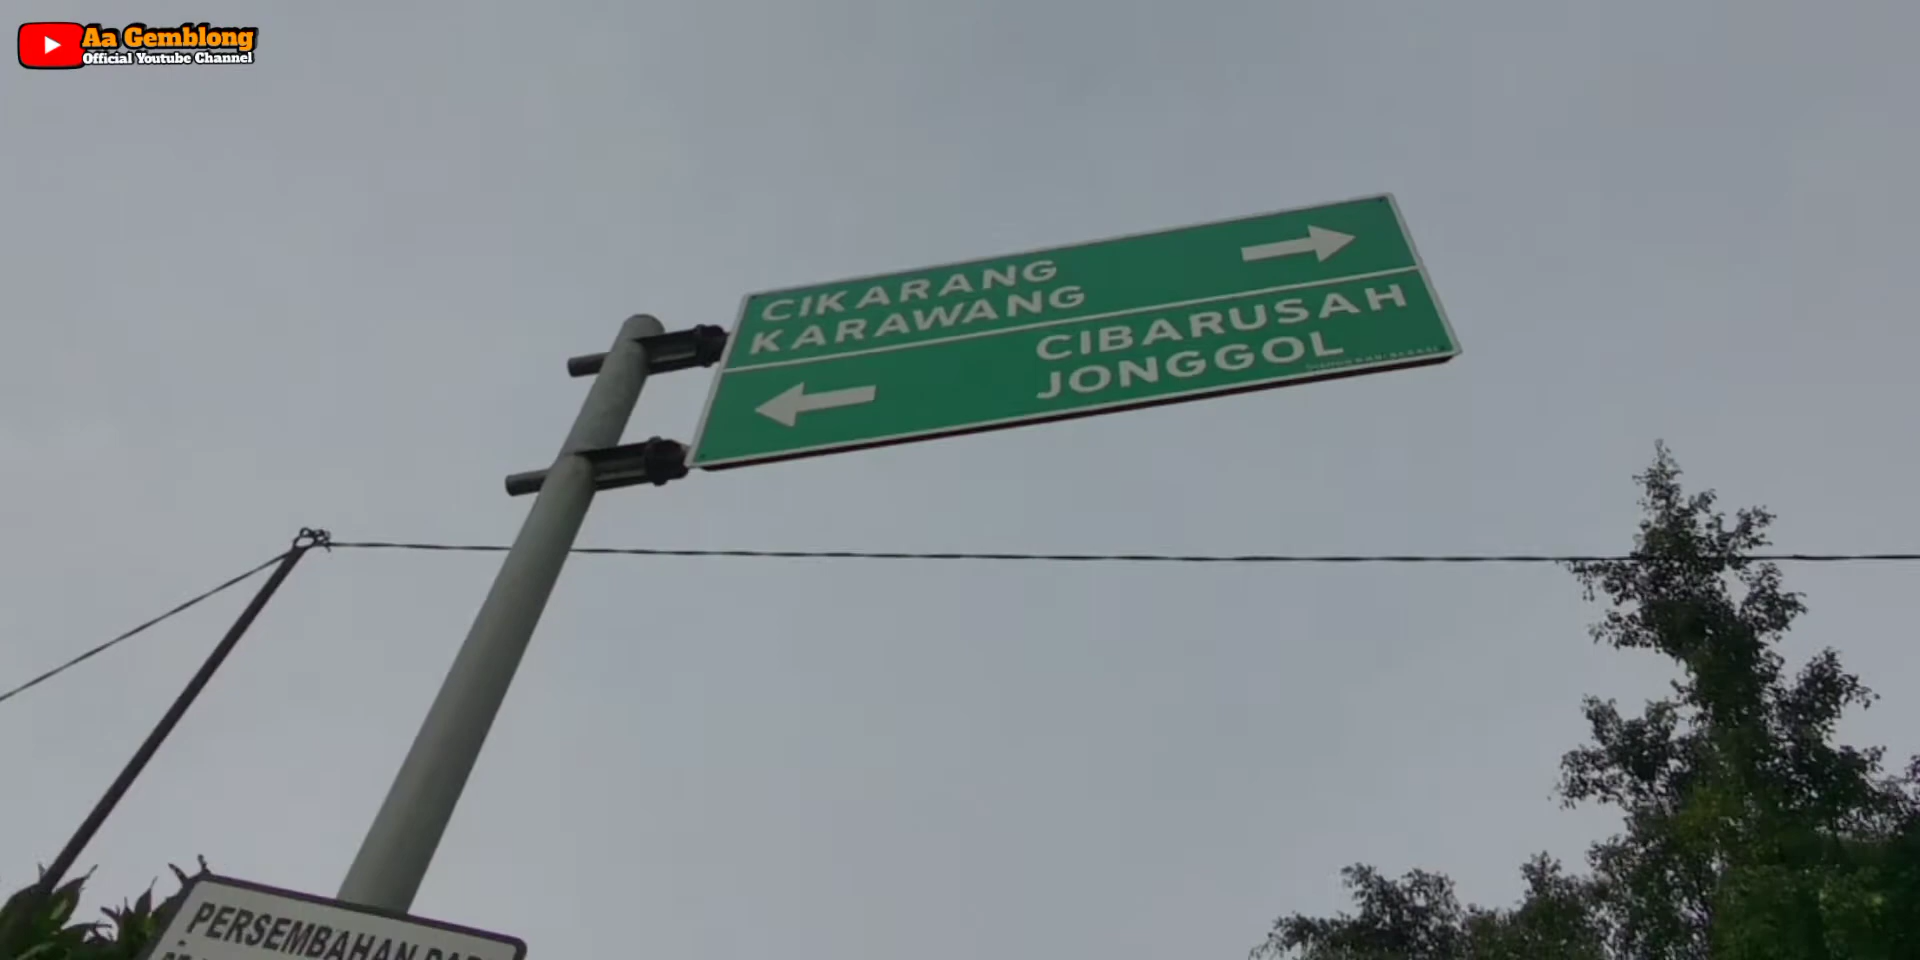 Aa Gemblong
Official Youtube Channel
CIKARANG
KARAWANG
CIBARUSAH
JONGGOL
PERSEMBAHAN